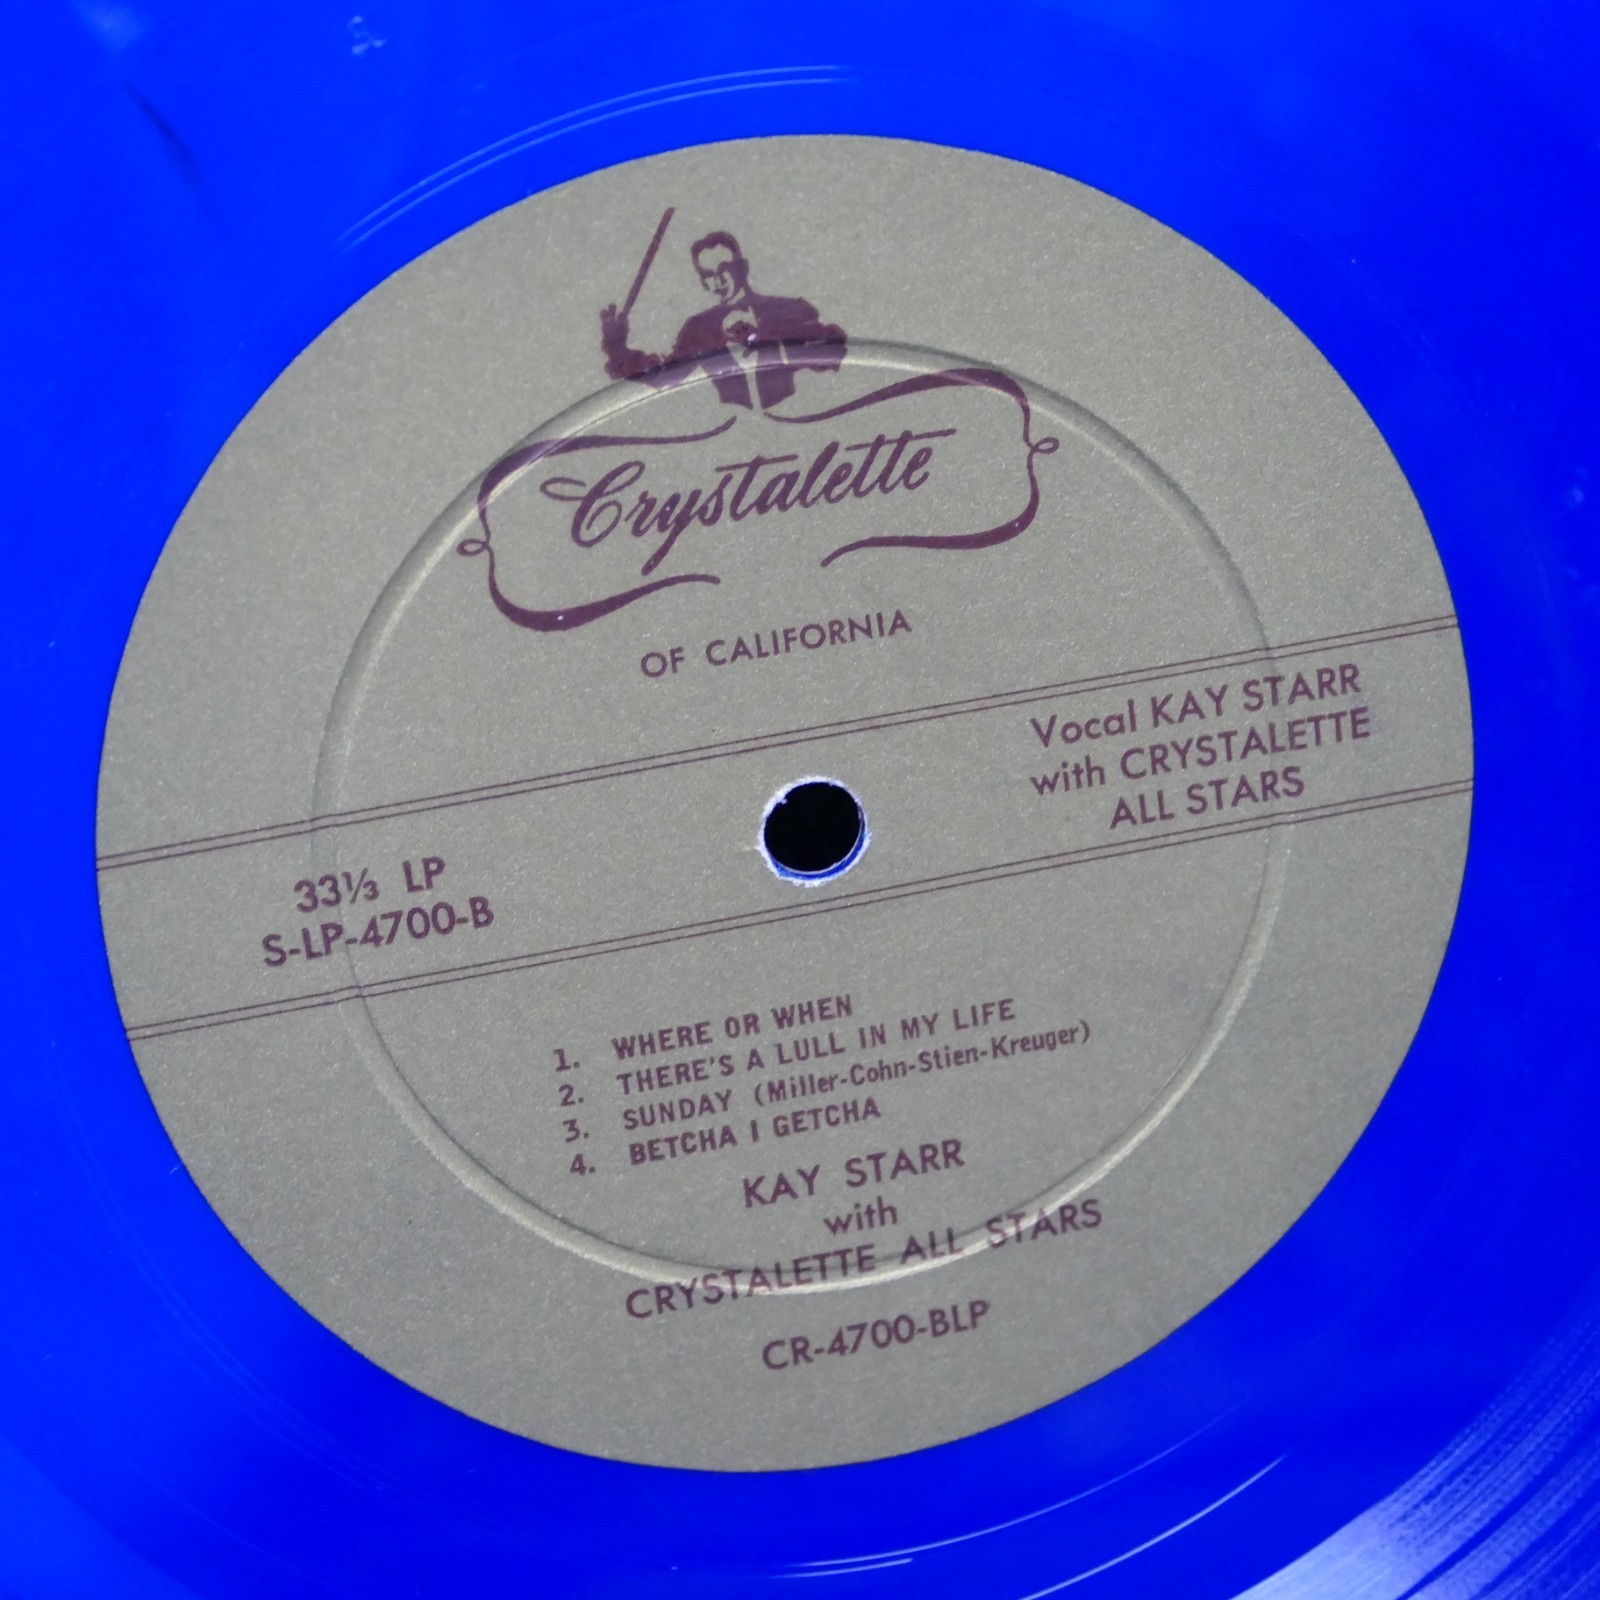 Crystalette
OF CALIFORNIA
Vocal KAY STARR
with CRYSTALETTE
ALL STARS
33⅓ LP
S-LP-4700-B
1. WHERE OR WHEN
2. THERE'S A LULL IN MY LIFE
3. SUNDAY (Miller-Cohn-Stien-Kreuger)
4. BETCHA I GETCHA
KAY STARR
with
CRYSTALETTE ALL STARS
CR-4700-BLP